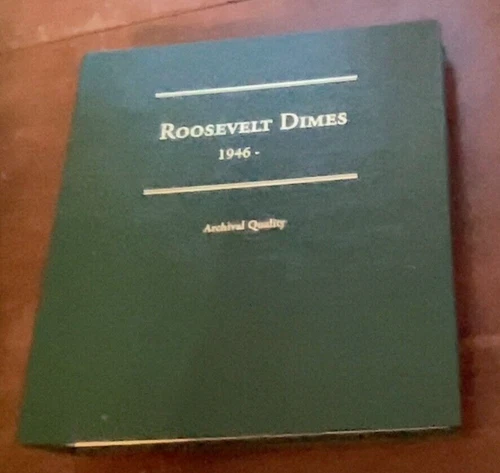 Roosevelt Dimes
1946 -
Archival Quality